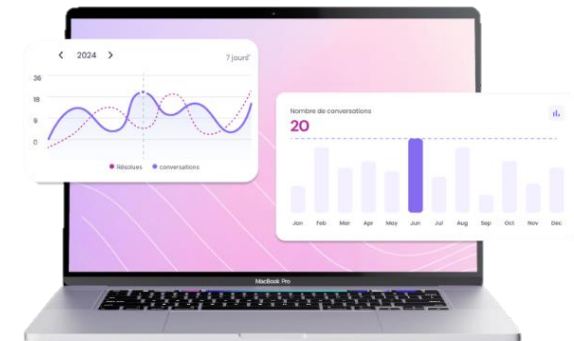 2024
7 jours
36
18
9
0
Résolues conversations
Nombre de conversations
20
Jan Feb Mar Apr May Jun Jul Aug Sep Oct Nov Dec
MacBook Pro